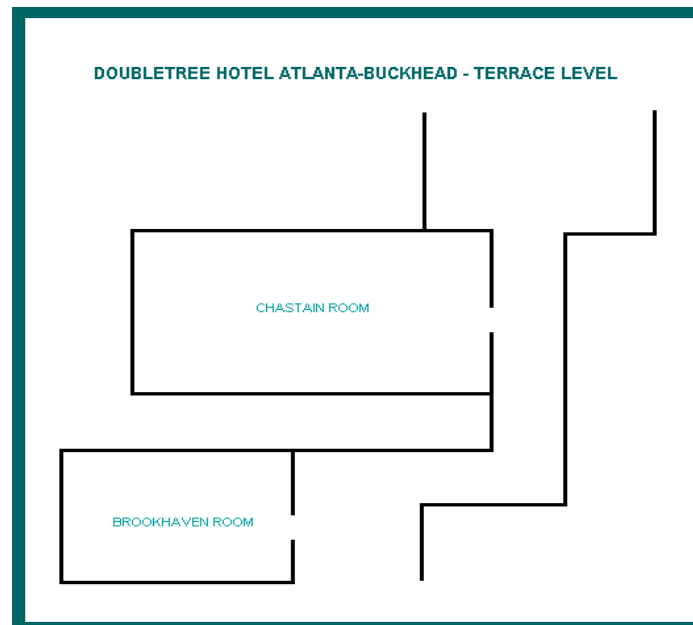 DOUBLETREE HOTEL ATLANTA-BUCKHEAD - TERRACE LEVEL
CHASTAIN ROOM
BROOKHAVEN ROOM